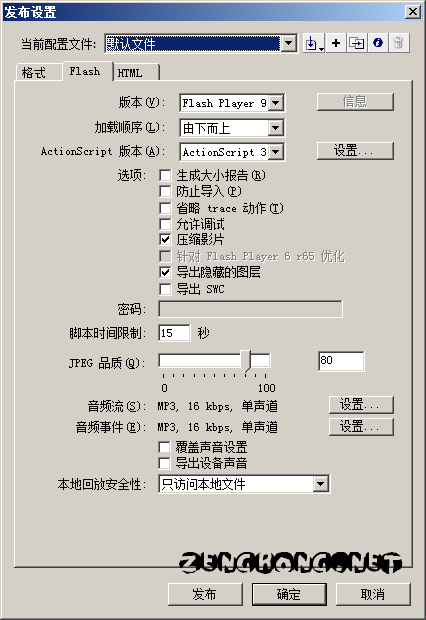 发布设置
当前配置文件: 默认文件
格式 Flash HTML
版本(V): Flash Player 9 信息
加载顺序(L): 由下而上
ActionScript 版本(A): ActionScript 3 设置...
选项: 生成大小报告(R)
防止导入(P)
省略 trace 动作(T)
允许调试
压缩影片
针对 Flash Player 6 r65 优化
导出隐藏的图层
导出 SWC
密码:
脚本时间限制: 15 秒
JPEG 品质(Q): 80
0 100
音频流(S): MP3, 16 kbps, 单声道 设置...
音频事件(E): MP3, 16 kbps, 单声道 设置...
覆盖声音设置
导出设备声音
本地回放安全性: 只访问本地文件
ZENGRONG.NET
发布 确定 取消